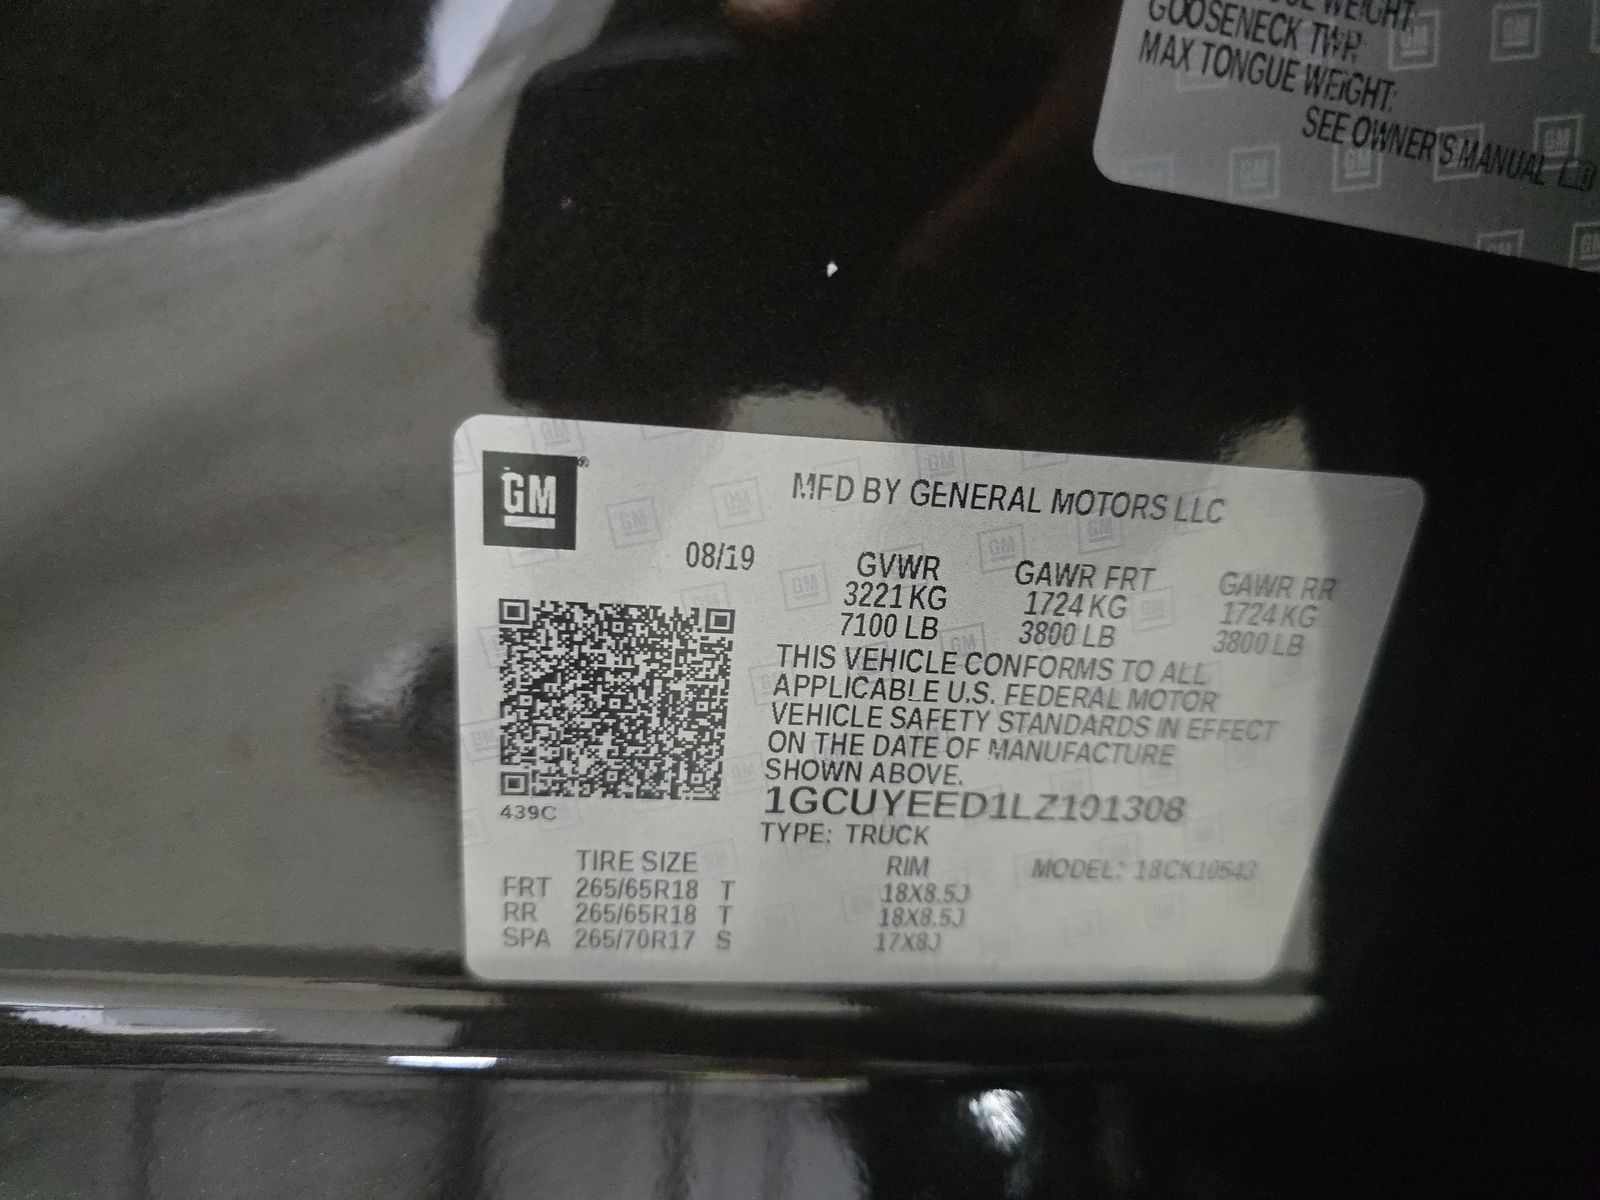 GOOSENECK TWR:
MAX TONGUE WEIGHT:
SEE OWNER'S MANUAL
GM®
MFD BY GENERAL MOTORS LLC
08/19
GVWR GAWR FRT GAWR RR
3221 KG 1724 KG 1724 KG
7100 LB 3800 LB 3800 LB
THIS VEHICLE CONFORMS TO ALL
APPLICABLE U.S. FEDERAL MOTOR
VEHICLE SAFETY STANDARDS IN EFFECT
ON THE DATE OF MANUFACTURE
SHOWN ABOVE.
439C
1GCUYEED1LZ101308
TYPE: TRUCK
TIRE SIZE RIM MODEL: 18CK10543
FRT 265/65R18 T 18X8.5J
RR 265/65R18 T 18X8.5J
SPA 265/70R17 S 17X8J